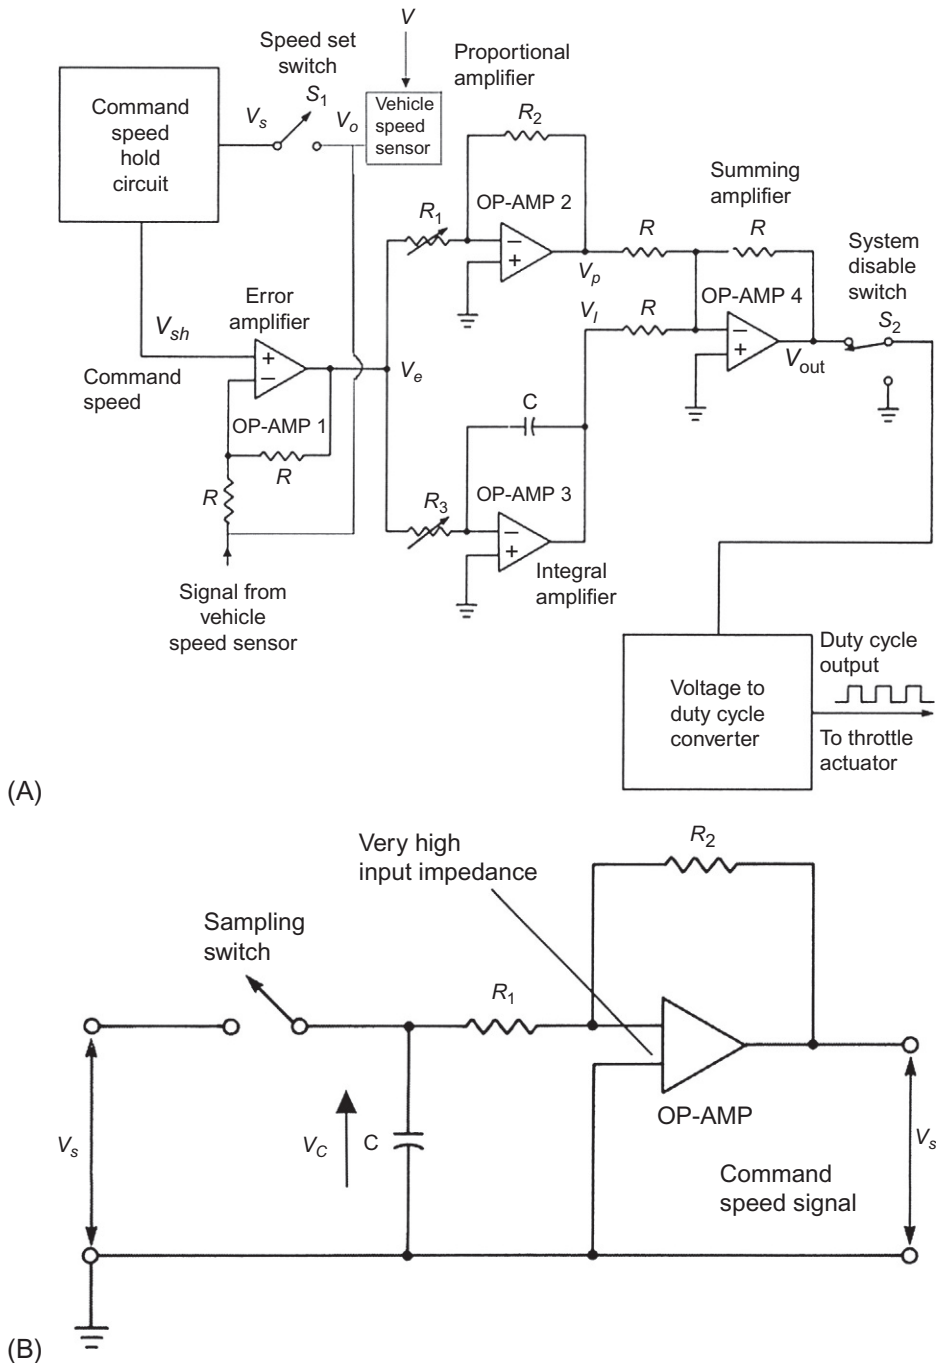 V
Speed set
switch
S1
Vs
Vo
Vehicle
speed
sensor
Command
speed
hold
circuit
Proportional
amplifier
R2
OP-AMP 2
R1
−
+
Vp
Summing
amplifier
R
R
OP-AMP 4
−
+
Vout
System
disable
switch
S2
VI
R
Error
amplifier
Vsh
Command
speed
+
−
OP-AMP 1
R
R
Ve
C
OP-AMP 3
R3
−
+
Integral
amplifier
Signal from
vehicle
speed sensor
Voltage to
duty cycle
converter
Duty cycle
output
To throttle
actuator
(A)
Very high
input impedance
R2
Sampling
switch
R1
OP-AMP
Vs
VC
C
Command
speed signal
Vs
(B)